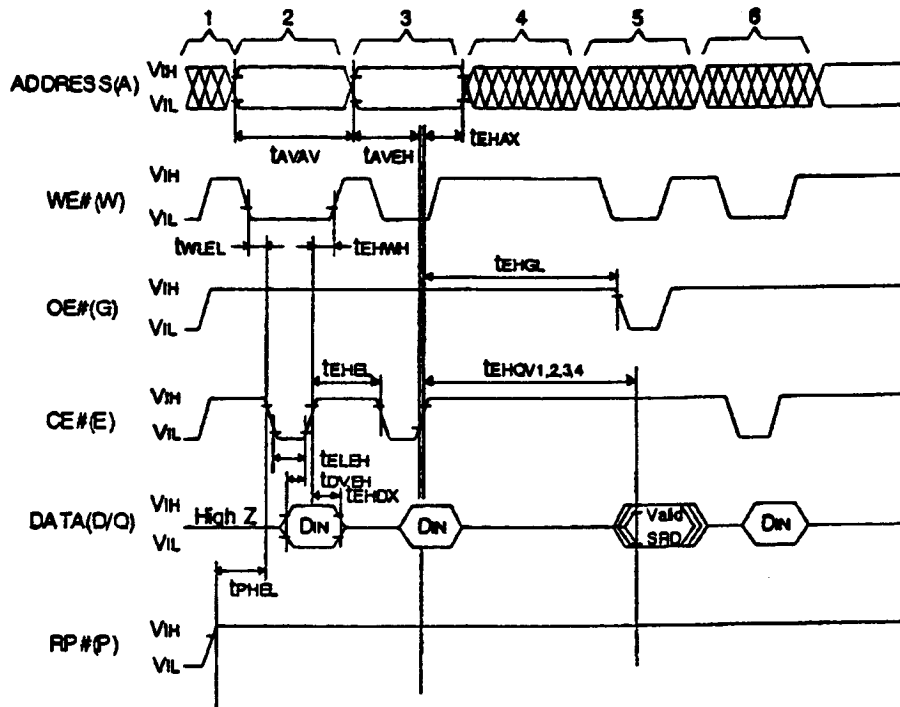 1 2 3 4 5 6
ADDRESS(A) VIH
VIL
tAVAV tAVEH tEHAX
WE#(W) VIH
VIL
tWLEL tEHWH
tEHGL
OE#(G) VIH
VIL
tEHEL tEHQV1,2,3,4
CE#(E) VIH
VIL
tELEH
tDVEH
tEHDX
DATA(D/Q) VIH High Z DIN DIN Valid SRD DIN
VIL
tPHEL
RP#(P) VIH
VIL